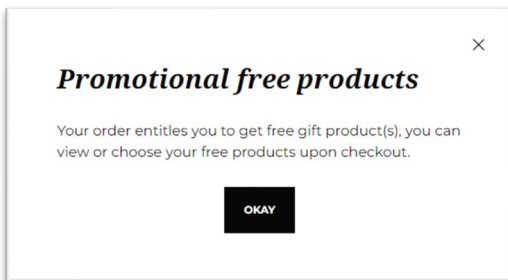 Promotional free products
Your order entitles you to get free gift product(s), you can
view or choose your free products upon checkout.
OKAY